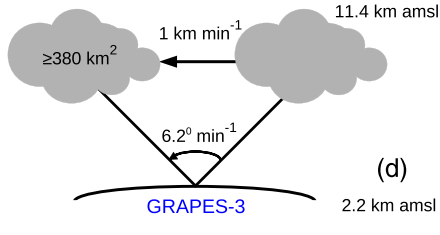 11.4 km amsl
1 km min⁻¹
≥380 km²
6.2⁰ min⁻¹
(d)
GRAPES-3
2.2 km amsl